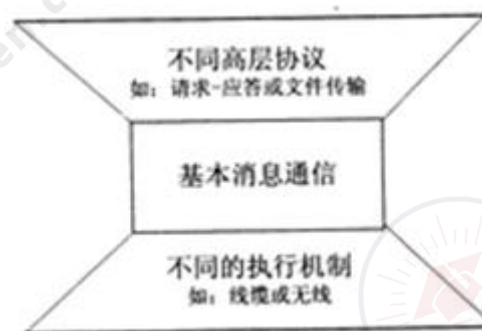 不同高层协议
如：请求-应答或文件传输
基本消息通信
不同的执行机制
如：线缆或无线